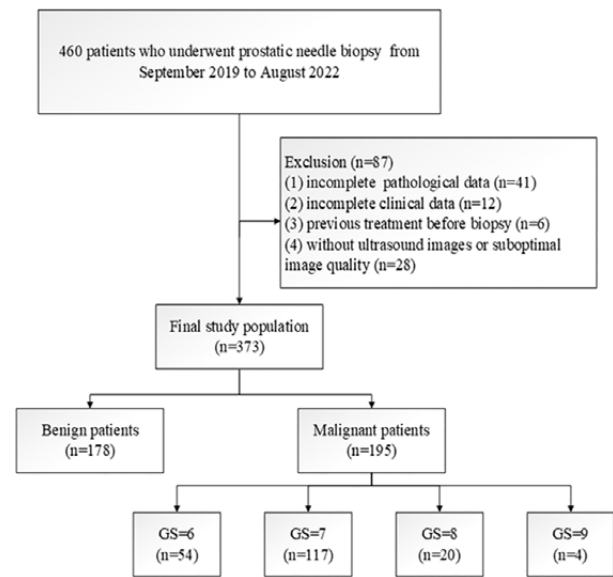 460 patients who underwent prostatic needle biopsy from
September 2019 to August 2022
Exclusion (n=87)
(1) incomplete pathological data (n=41)
(2) incomplete clinical data (n=12)
(3) previous treatment before biopsy (n=6)
(4) without ultrasound images or suboptimal
image quality (n=28)
Final study population
(n=373)
Benign patients
(n=178)
Malignant patients
(n=195)
GS=6
(n=54)
GS=7
(n=117)
GS=8
(n=20)
GS=9
(n=4)